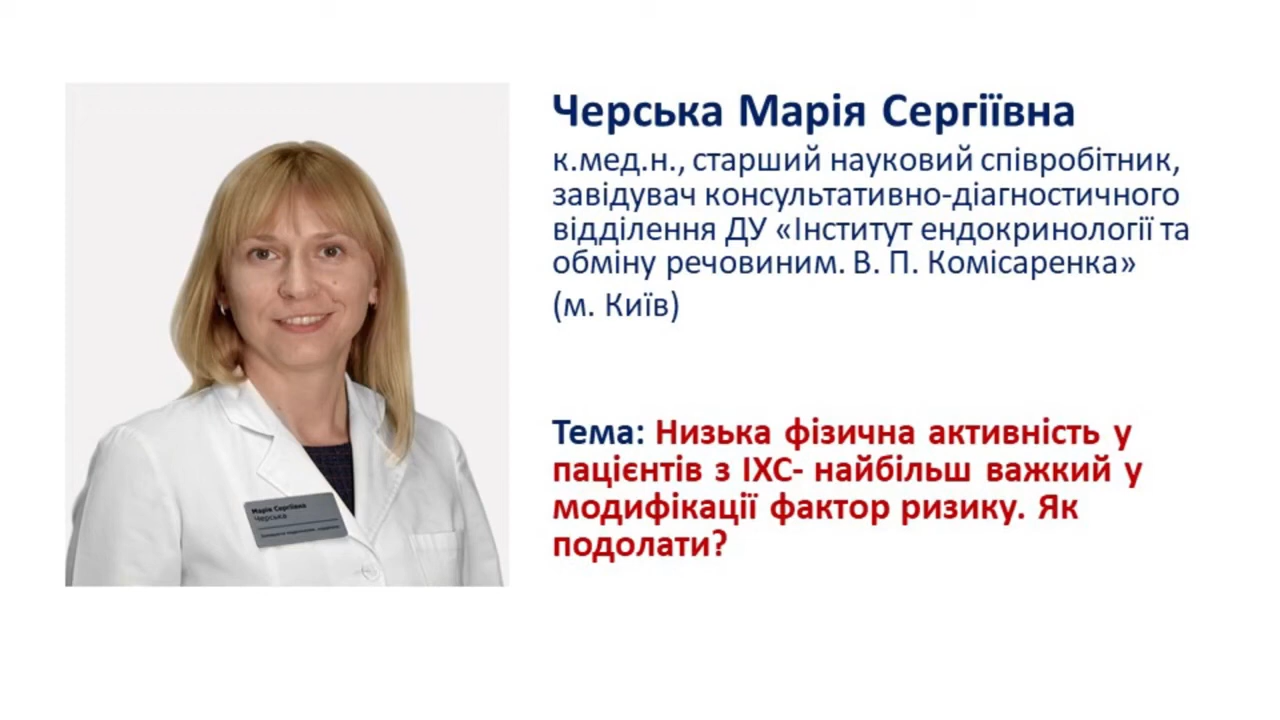 Черська Марія Сергіївна
к.мед.н., старший науковий співробітник,
завідувач консультативно-діагностичного
відділення ДУ «Інститут ендокринології та
обміну речовиним. В. П. Комісаренка»
(м. Київ)
Тема: Низька фізична активність у
пацієнтів з ІХС- найбільш важкий у
модифікації фактор ризику. Як
подолати?
Марія Сергіївна
Черська